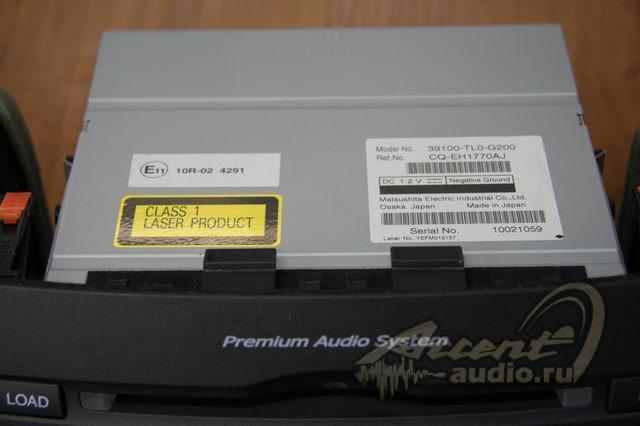 E11 10R-02 4291
CLASS 1
LASER PRODUCT
Model No. 39100-TL0-G200
Ref.No. CQ-EH1770AJ
DC 12V Negative Ground
Matsushita Electric Industrial Co.,Ltd.
Osaka Japan Made in Japan
Serial No. 10021059
Label No. YEFM012157
Premium Audio System
Accent
audio.ru
LOAD